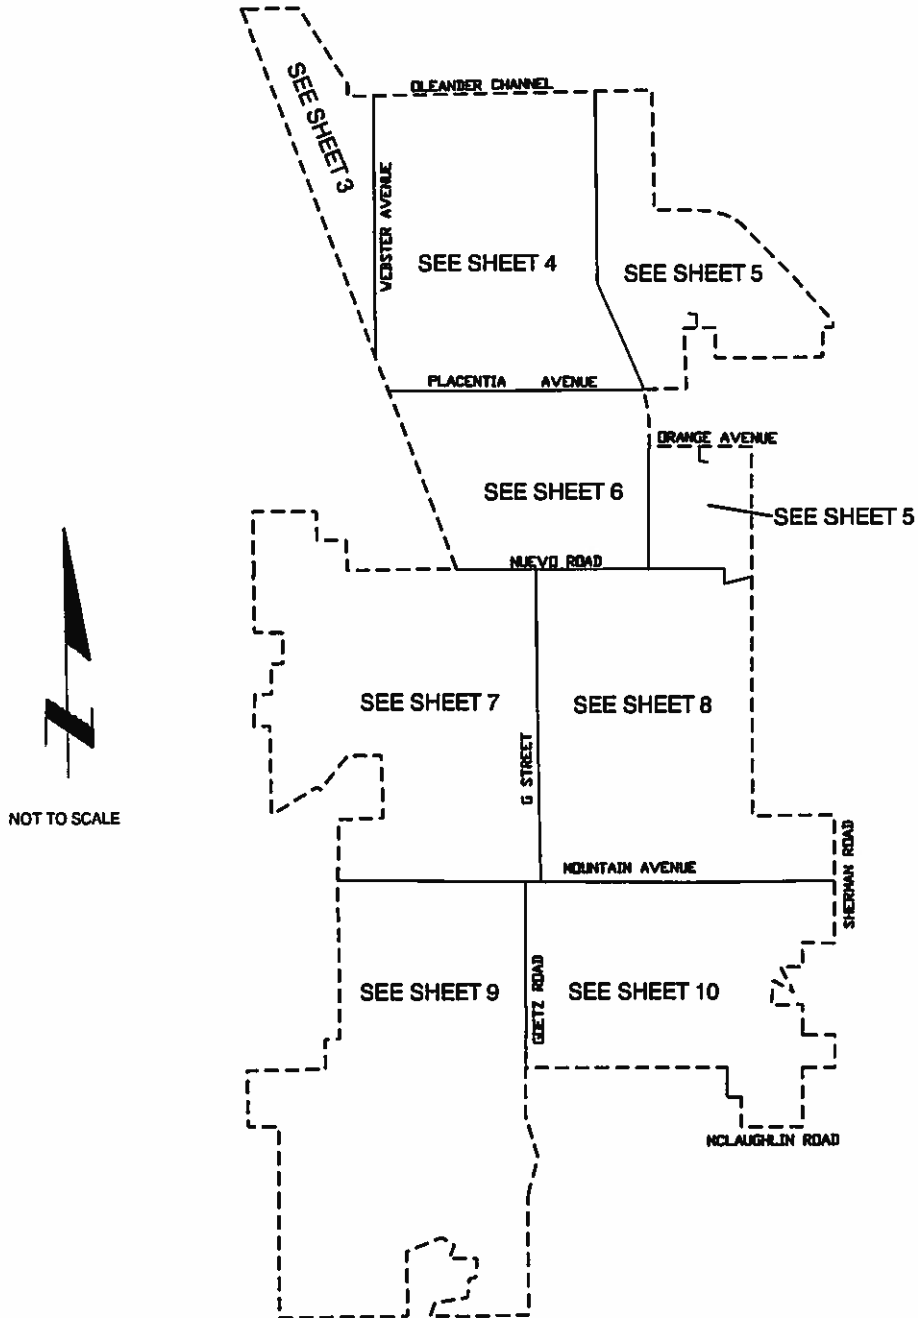 SEE SHEET 3
OLEANDER CHANNEL
WEBSTER AVENUE
SEE SHEET 4
SEE SHEET 5
PLACENTIA AVENUE
ORANGE AVENUE
SEE SHEET 6
SEE SHEET 5
NUEVO ROAD
SEE SHEET 7
SEE SHEET 8
G STREET
NOT TO SCALE
MOUNTAIN AVENUE
SHERMAN ROAD
SEE SHEET 9
GOETZ ROAD
SEE SHEET 10
MCLAUGHLIN ROAD